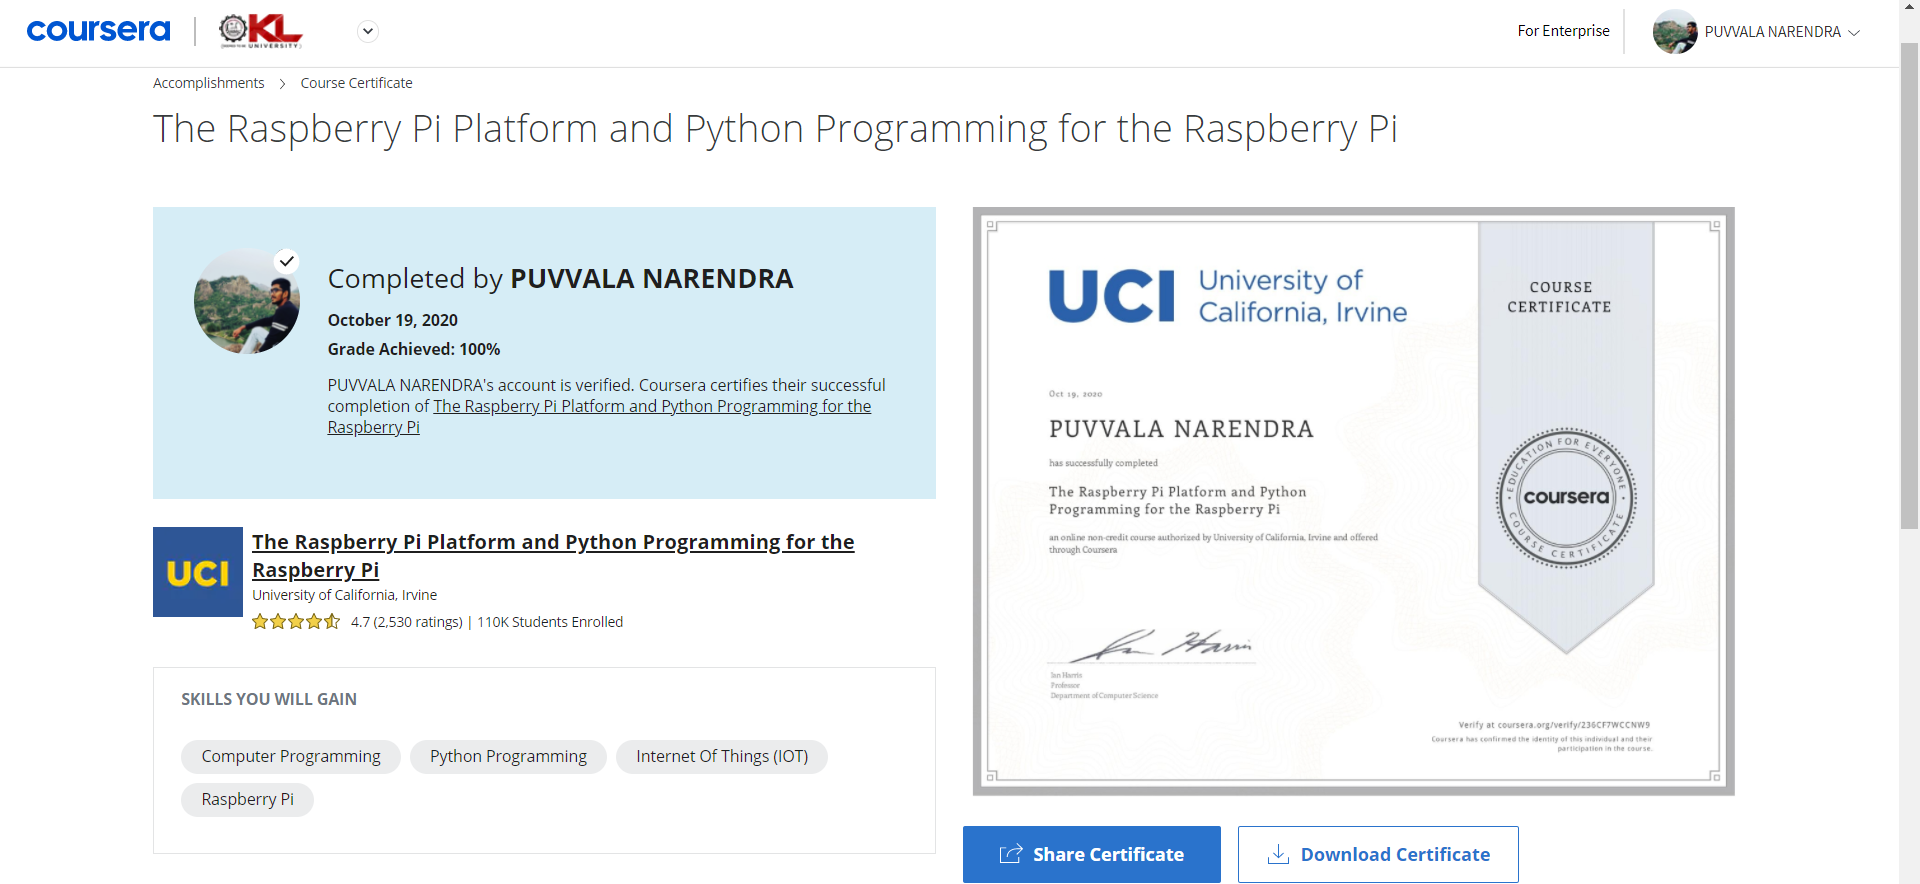 coursera
KL
UNIVERSITY
For Enterprise
PUVVALA NARENDRA
Accomplishments
Course Certificate
The Raspberry Pi Platform and Python Programming for the Raspberry Pi
Completed by PUVVALA NARENDRA
October 19, 2020
Grade Achieved: 100%
PUVVALA NARENDRA's account is verified. Coursera certifies their successful
completion of The Raspberry Pi Platform and Python Programming for the
Raspberry Pi
UCI
The Raspberry Pi Platform and Python Programming for the
Raspberry Pi
University of California, Irvine
4.7 (2,530 ratings) | 110K Students Enrolled
SKILLS YOU WILL GAIN
Computer Programming
Python Programming
Internet Of Things (IOT)
Raspberry Pi
UCI
University of
California, Irvine
COURSE
CERTIFICATE
Oct 19, 2020
PUVVALA NARENDRA
has successfully completed
The Raspberry Pi Platform and Python
Programming for the Raspberry Pi
an online non-credit course authorized by University of California, Irvine and offered
through Coursera
EDUCATION FOR EVERYONE
coursera
COURSE CERTIFICATE
Ian Harris
Ian Harris
Professor
Department of Computer Science
Verify at coursera.org/verify/236CF7WCCNW9
Coursera has confirmed the identity of this individual and their
participation in the course.
Share Certificate
Download Certificate